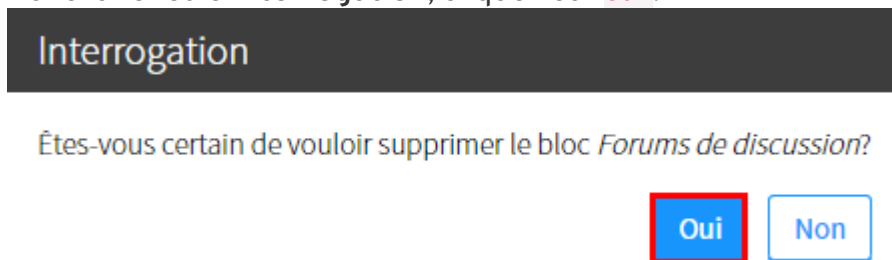 Interrogation
Êtes-vous certain de vouloir supprimer le bloc Forums de discussion?
Oui Non